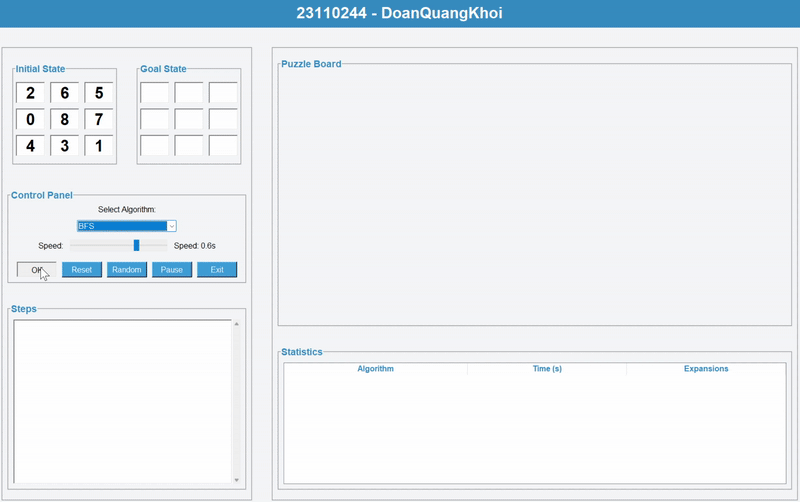 23110244 - DoanQuangKhoi
Initial State
2 6 5
0 8 7
4 3 1
Goal State
Control Panel
Select Algorithm:
BFS
Speed:
Speed: 0.6s
OK Reset Random Pause Exit
Steps
Puzzle Board
Statistics
Algorithm Time (s) Expansions